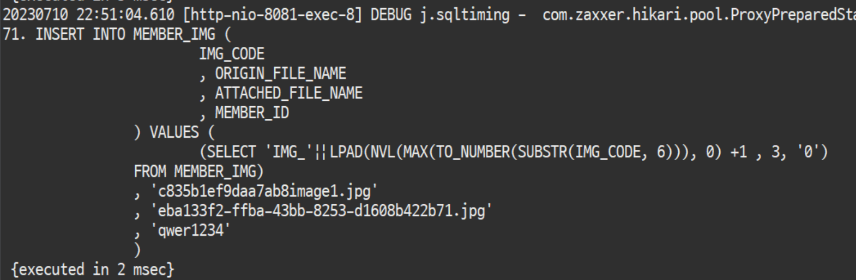 20230710 22:51:04.610 [http-nio-8081-exec-8] DEBUG j.sqltiming - com.zaxxer.hikari.pool.ProxyPreparedSta
71. INSERT INTO MEMBER_IMG (
IMG_CODE
, ORIGIN_FILE_NAME
, ATTACHED_FILE_NAME
, MEMBER_ID
) VALUES (
(SELECT 'IMG_'||LPAD(NVL(MAX(TO_NUMBER(SUBSTR(IMG_CODE, 6))), 0) +1 , 3, '0')
FROM MEMBER_IMG)
, 'c835b1ef9daa7ab8image1.jpg'
, 'eba133f2-ffba-43bb-8253-d1608b422b71.jpg'
, 'qwer1234'
)
{executed in 2 msec}